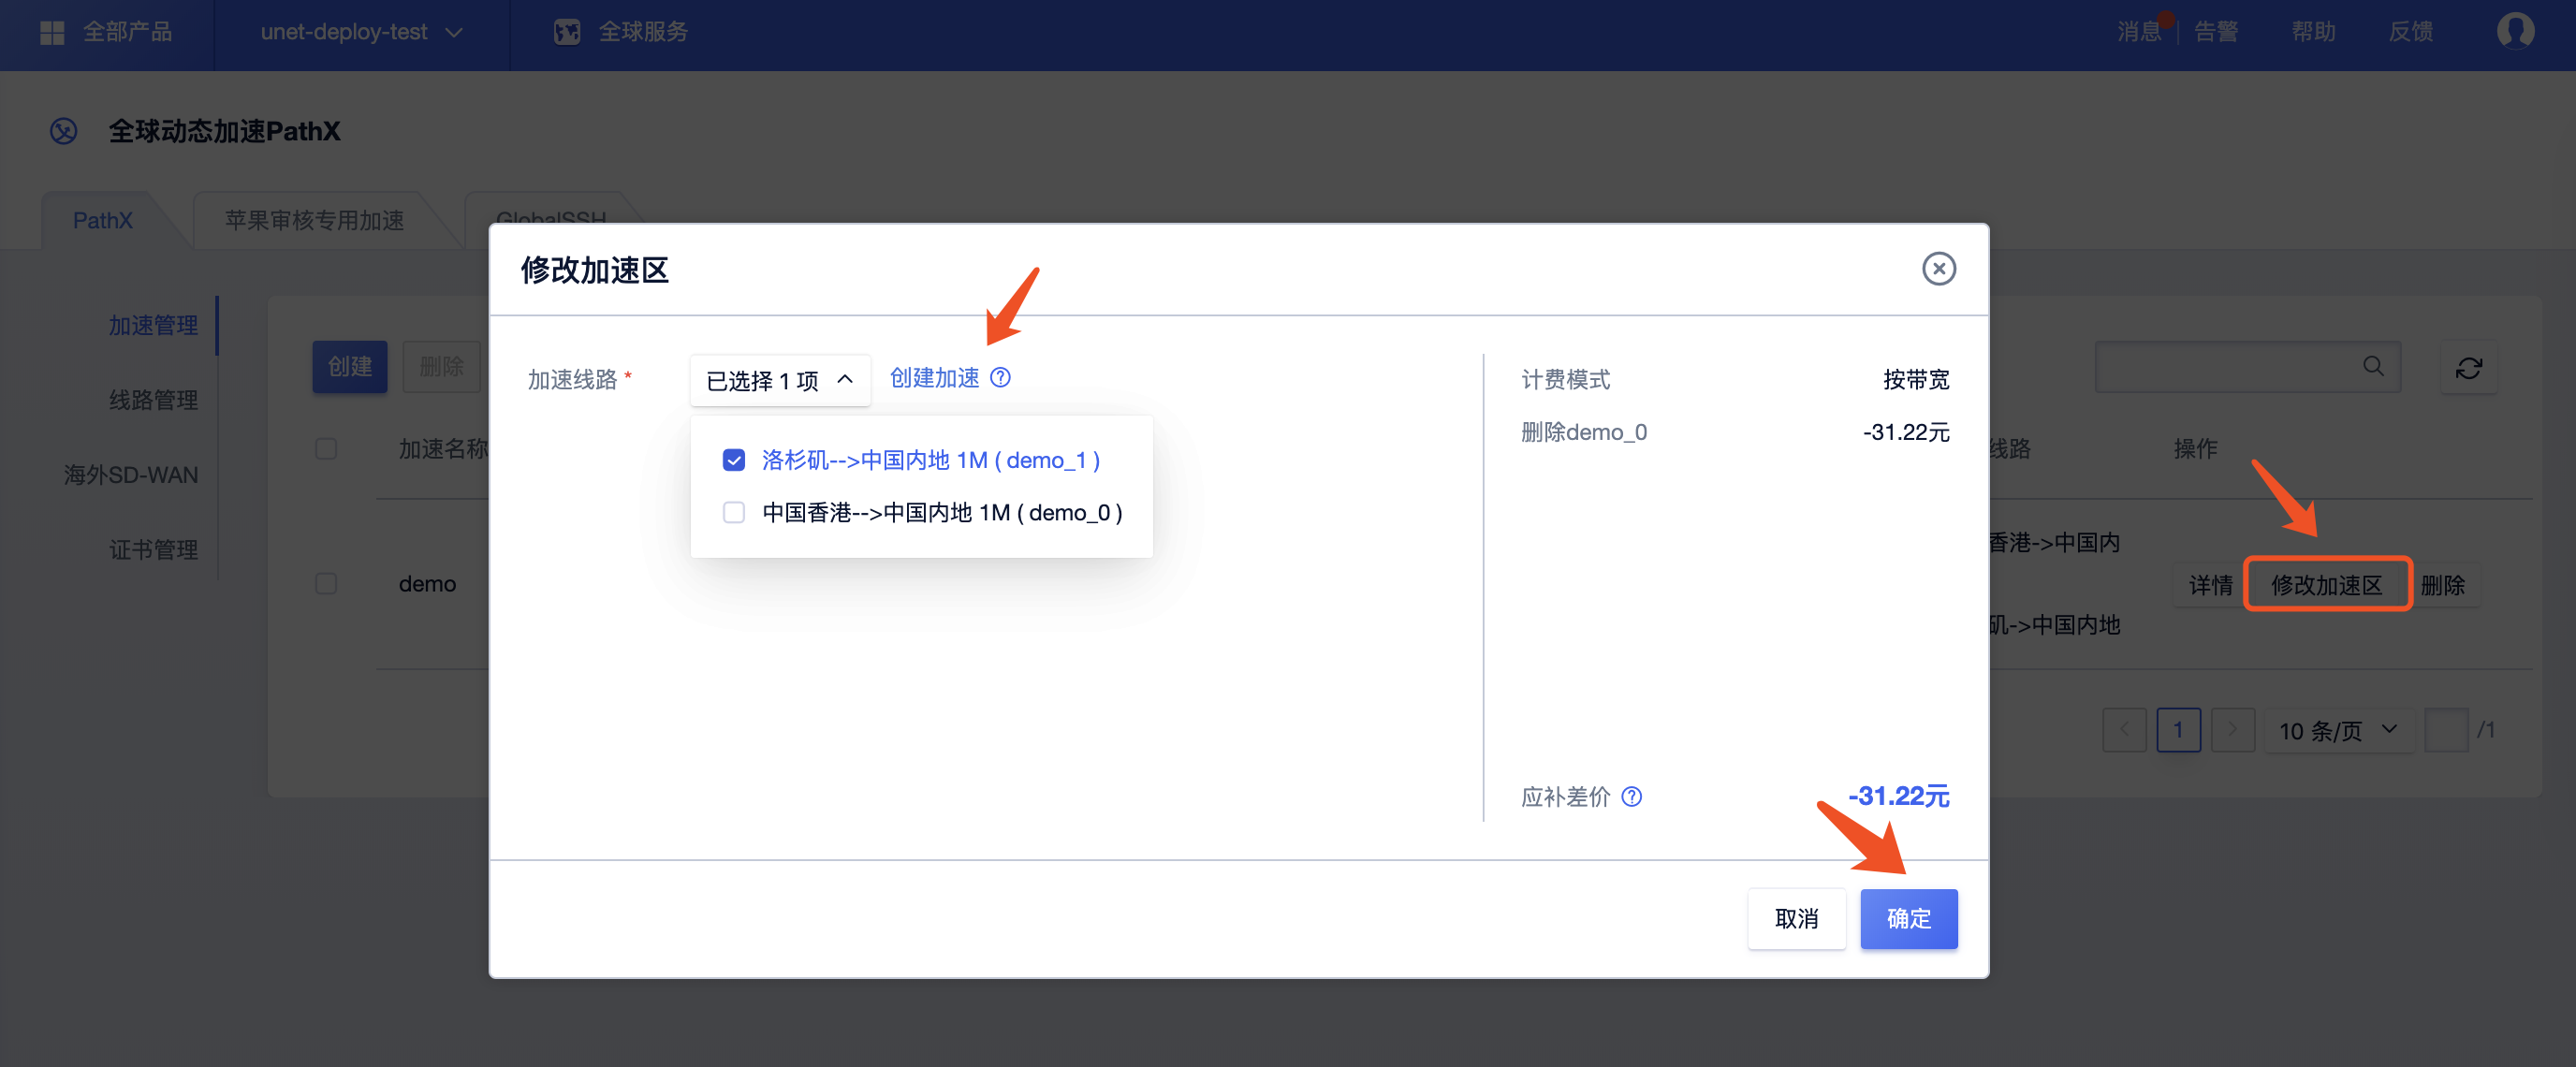 全部产品
unet-deploy-test
全球服务
消息
告警
帮助
反馈
全球动态加速PathX
PathX
苹果审核专用加速
GlobalSSH
加速管理
线路管理
海外SD-WAN
证书管理
创建
删除
加速名称
线路
操作
demo
香港->中国内
矶->中国内地
详情
修改加速区
删除
1
10 条/页
/1
修改加速区
加速线路 *
已选择 1 项
创建加速
洛杉矶-->中国内地 1M ( demo_1 )
中国香港-->中国内地 1M ( demo_0 )
计费模式
按带宽
删除demo_0
-31.22元
应补差价
-31.22元
取消
确定